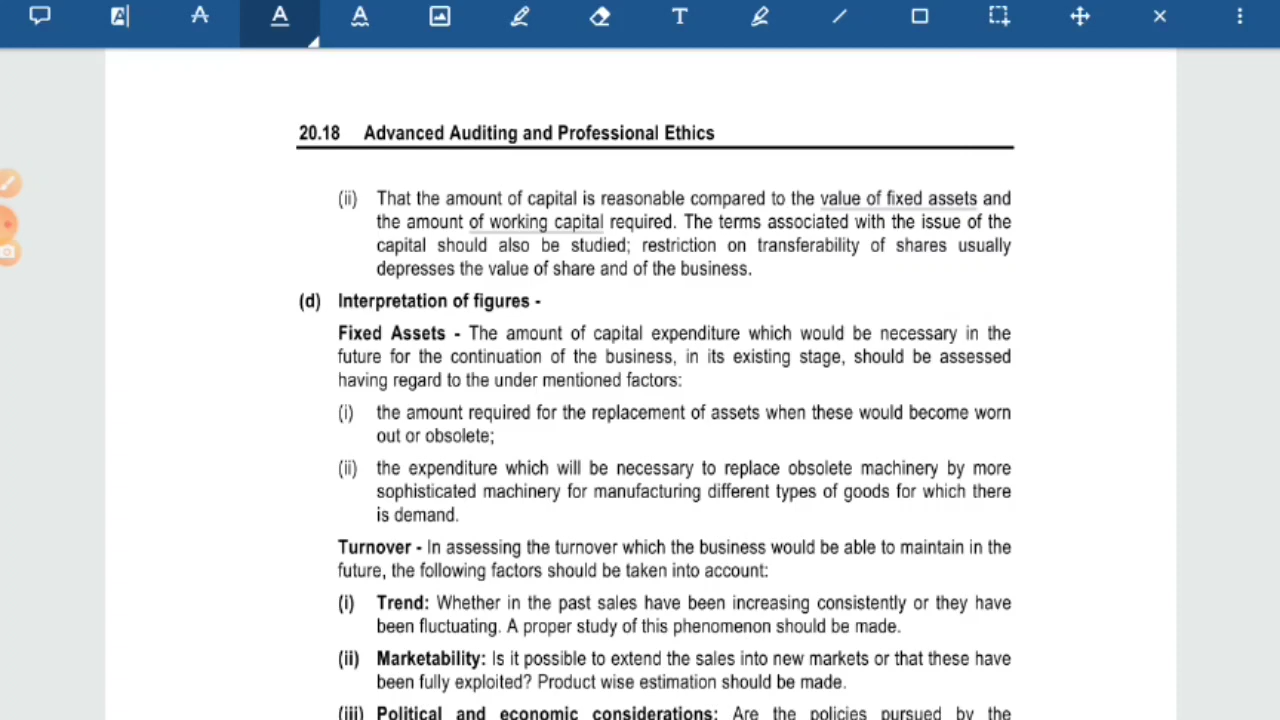 20.18 Advanced Auditing and Professional Ethics
(ii) That the amount of capital is reasonable compared to the value of fixed assets and
the amount of working capital required. The terms associated with the issue of the
capital should also be studied; restriction on transferability of shares usually
depresses the value of share and of the business.
(d) Interpretation of figures -
Fixed Assets - The amount of capital expenditure which would be necessary in the
future for the continuation of the business, in its existing stage, should be assessed
having regard to the under mentioned factors:
(i) the amount required for the replacement of assets when these would become worn
out or obsolete;
(ii) the expenditure which will be necessary to replace obsolete machinery by more
sophisticated machinery for manufacturing different types of goods for which there
is demand.
Turnover - In assessing the turnover which the business would be able to maintain in the
future, the following factors should be taken into account:
(i) Trend: Whether in the past sales have been increasing consistently or they have
been fluctuating. A proper study of this phenomenon should be made.
(ii) Marketability: Is it possible to extend the sales into new markets or that these have
been fully exploited? Product wise estimation should be made.
(iii) Political and economic considerations: Are the policies pursued by the